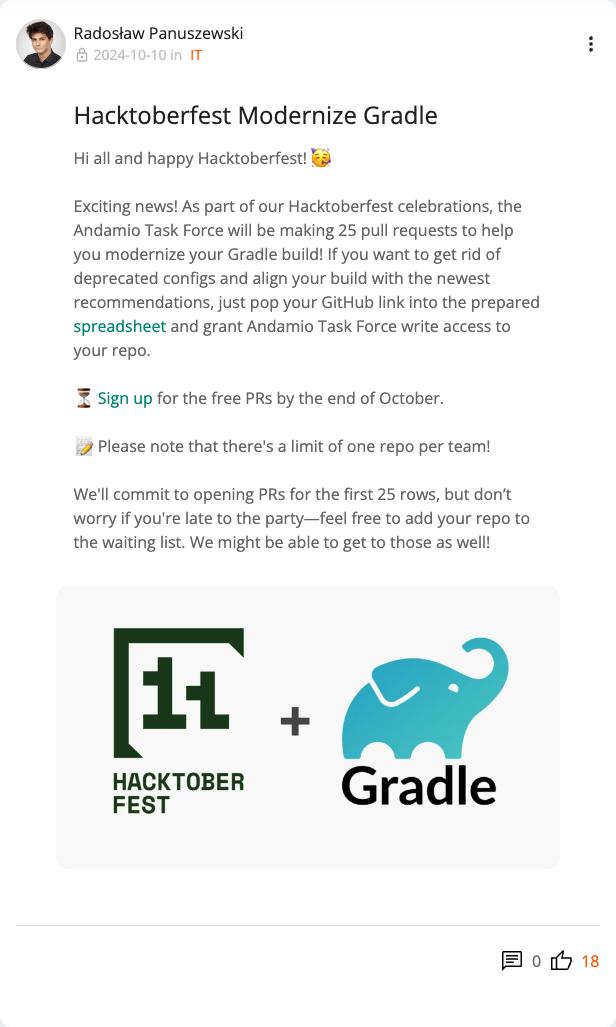 Radosław Panuszewski
2024-10-10 in IT
Hacktoberfest Modernize Gradle
Hi all and happy Hacktoberfest! 🥳
Exciting news! As part of our Hacktoberfest celebrations, the
Andamio Task Force will be making 25 pull requests to help
you modernize your Gradle build! If you want to get rid of
deprecated configs and align your build with the newest
recommendations, just pop your GitHub link into the prepared
spreadsheet and grant Andamio Task Force write access to
your repo.
⏳ Sign up for the free PRs by the end of October.
📝 Please note that there's a limit of one repo per team!
We'll commit to opening PRs for the first 25 rows, but don’t
worry if you're late to the party—feel free to add your repo to
the waiting list. We might be able to get to those as well!
HACKTOBER
FEST
+
Gradle
0 18